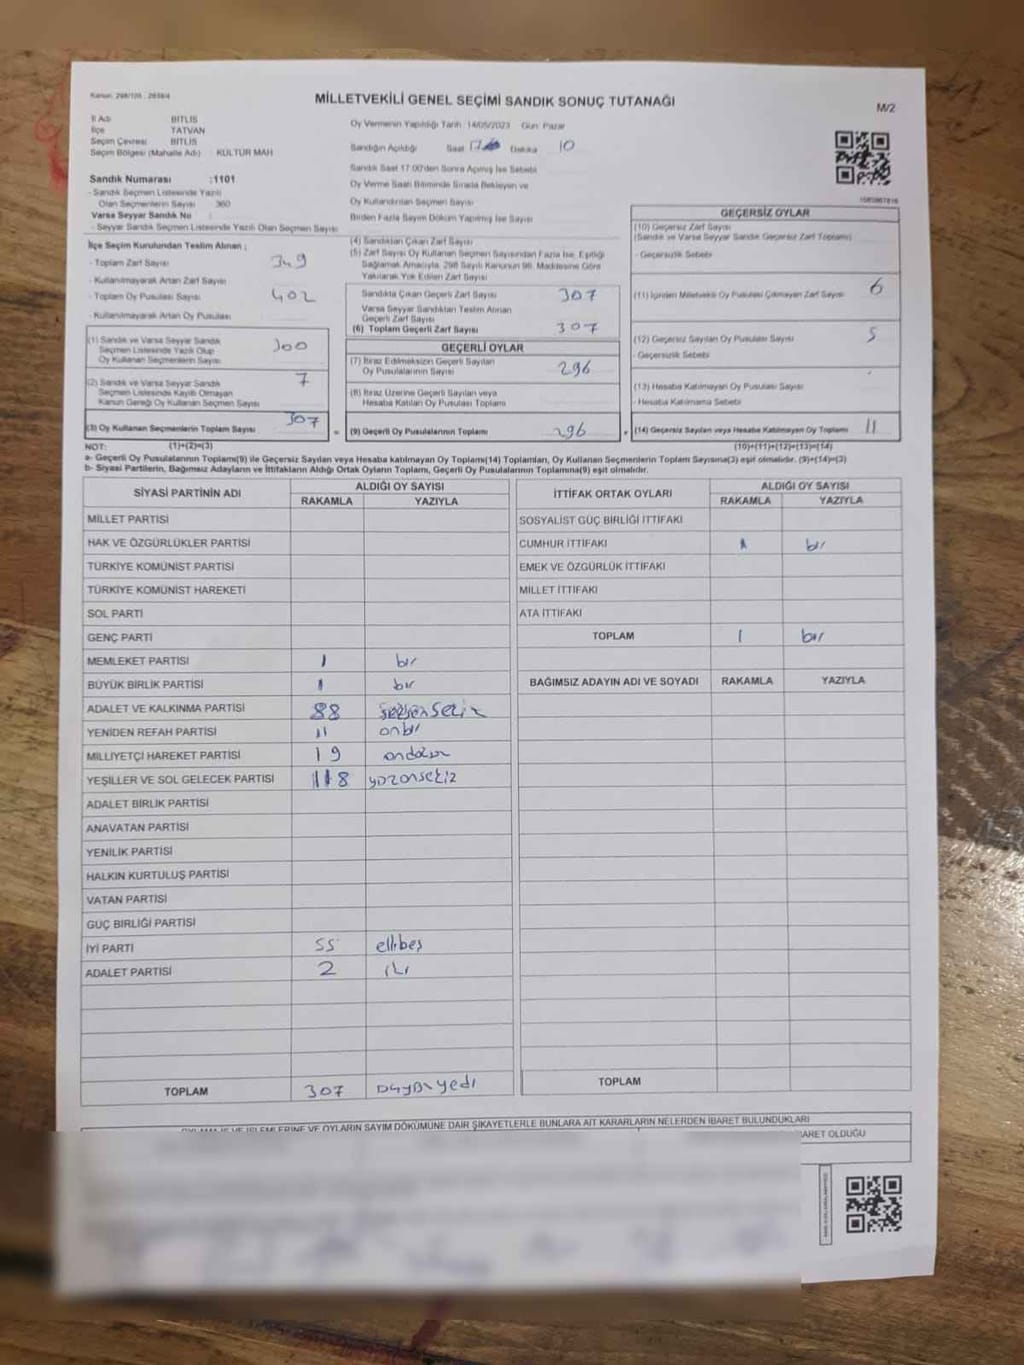 Kanun: 298/105 , 2839/4
MİLLETVEKİLİ GENEL SEÇİMİ SANDIK SONUÇ TUTANAĞI
M/2
İl Adı BİTLİS
İlçe TATVAN
Seçim Çevresi BİTLİS
Seçim Bölgesi (Mahalle Adı) : KÜLTÜR MAH
Sandık Numarası :1101
- Sandık Seçmen Listesinde Yazılı
Olan Seçmenlerin Sayısı 360
Varsa Seyyar Sandık No :
- Seyyar Sandık Seçmen Listesinde Yazılı Olan Seçmen Sayısı
Oy Vermenin Yapıldığı Tarih 14/05/2023 Gün: Pazar
Sandığın Açıldığı Saat 17 Dakika 10
Sandık Saat 17:00'den Sonra Açılmış İse Sebebi
Oy Verme Saati Bitiminde Sırada Bekleyen ve
Oy Kullandırılan Seçmen Sayısı
Birden Fazla Sayım Döküm Yapılmış İse Sayısı
İlçe Seçim Kurulundan Teslim Alınan ;
- Toplam Zarf Sayısı 349
- Kullanılmayarak Artan Zarf Sayısı
- Toplam Oy Pusulası Sayısı 402
- Kullanılmayarak Artan Oy Pusulası
(1) Sandık ve Varsa Seyyar Sandık
Seçmen Listesinde Yazılı Olup
Oy Kullanan Seçmenlerin Sayısı 300
(2) Sandık ve Varsa Seyyar Sandık
Seçmen Listesinde Kayıtlı Olmayan
Kanun Gereği Oy Kullanan Seçmen Sayısı 7
(3) Oy Kullanan Seçmenlerin Toplam Sayısı 307
(4) Sandıktan Çıkan Zarf Sayısı
(5) Zarf Sayısı Oy Kullanan Seçmen Sayısından Fazla İse, Eşitliği
Sağlamak Amacıyla, 298 Sayılı Kanunun 98. Maddesine Göre
Yakılarak Yok Edilen Zarf Sayısı
Sandıkta Çıkan Geçerli Zarf Sayısı 307
Varsa Seyyar Sandıktan Teslim Alınan
Geçerli Zarf Sayısı
(6) Toplam Geçerli Zarf Sayısı 307
GEÇERLİ OYLAR
(7) İtiraz Edilmeksizin Geçerli Sayılan
Oy Pusulalarının Sayısı 296
(8) İtiraz Üzerine Geçerli Sayılan veya
Hesaba Katılan Oy Pusulası Toplamı
= (9) Geçerli Oy Pusulalarının Toplamı 296
GEÇERSİZ OYLAR
(10) Geçersiz Zarf Sayısı
(Sandık ve Varsa Seyyar Sandık Geçersiz Zarf Toplamı)
- Geçersizlik Sebebi
(11) İçinden Milletvekili Oy Pusulası Çıkmayan Zarf Sayısı 6
(12) Geçersiz Sayılan Oy Pusulası Sayısı 5
- Geçersizlik Sebebi
(13) Hesaba Katılmayan Oy Pusulası Sayısı
- Hesaba Katılmama Sebebi
+ (14) Geçersiz Sayılan veya Hesaba Katılmayan Oy Toplamı 11
NOT: (1)+(2)=(3) (10)+(11)+(12)+(13)=(14)
a- Geçerli Oy Pusulalarının Toplamı(9) ile Geçersiz Sayılan veya Hesaba katılmayan Oy Toplamı(14) Toplamları, Oy Kullanan Seçmenlerin Toplam Sayısına(3) eşit olmalıdır. (9)+(14)=(3)
b- Siyasi Partilerin, Bağımsız Adayların ve İttifakların Aldığı Ortak Oyların Toplamı, Geçerli Oy Pusulalarının Toplamına(9) eşit olmalıdır.
SİYASİ PARTİNİN ADI ALDIĞI OY SAYISI
RAKAMLA YAZIYLA
MİLLET PARTİSİ
HAK VE ÖZGÜRLÜKLER PARTİSİ
TÜRKİYE KOMÜNİST PARTİSİ
TÜRKİYE KOMÜNİST HAREKETİ
SOL PARTİ
GENÇ PARTİ
MEMLEKET PARTİSİ 1 bir
BÜYÜK BİRLİK PARTİSİ 1 bir
ADALET VE KALKINMA PARTİSİ 88 seksensekiz
YENİDEN REFAH PARTİSİ 11 onbir
MİLLİYETÇİ HAREKET PARTİSİ 19 ondokuz
YEŞİLLER VE SOL GELECEK PARTİSİ 118 yüzonsekiz
ADALET BİRLİK PARTİSİ
ANAVATAN PARTİSİ
YENİLİK PARTİSİ
HALKIN KURTULUŞ PARTİSİ
VATAN PARTİSİ
GÜÇ BİRLİĞİ PARTİSİ
İYİ PARTİ 55 ellibeş
ADALET PARTİSİ 2 iki
TOPLAM 307 üçyüzyedi
İTTİFAK ORTAK OYLARI ALDIĞI OY SAYISI
RAKAMLA YAZIYLA
SOSYALİST GÜÇ BİRLİĞİ İTTİFAKI
CUMHUR İTTİFAKI 1 bir
EMEK VE ÖZGÜRLÜK İTTİFAKI
MİLLET İTTİFAKI
ATA İTTİFAKI
TOPLAM 1 bir
BAĞIMSIZ ADAYIN ADI VE SOYADI RAKAMLA YAZIYLA
TOPLAM
OYLAMA İŞ VE İŞLEMLERİNE VE OYLARIN SAYIM DÖKÜMÜNE DAİR ŞİKAYETLERLE BUNLARA AİT KARARLARIN NELERDEN İBARET BULUNDUKLARI
İBARET OLDUĞU